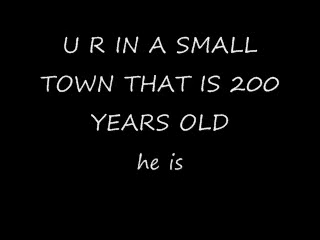 U R IN A SMALL
TOWN THAT IS 200
YEARS OLD
he is